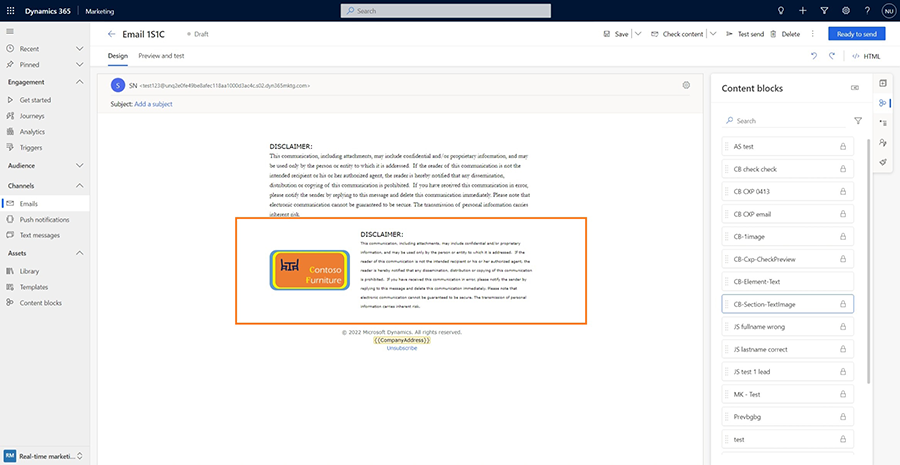 Dynamics 365
Marketing
Search
NU
Recent
Pinned
Engagement
Get started
Journeys
Analytics
Triggers
Audience
Channels
Emails
Push notifications
Text messages
Assets
Library
Templates
Content blocks
RM Real-time marketi...
Email 1S1C
Draft
Save
Check content
Test send
Delete
Ready to send
Design
Preview and test
HTML
S
SN <test123@unq2e0fe49be8afec118aa1000d3ac4c.s02.dyn365mktg.com>
Subject: Add a subject
DISCLAIMER:
This communication, including attachments, may include confidential and/or proprietary information, and may
be used only by the person or entity to which it is addressed. If the reader of this communication is not the
intended recipient or his or her authorized agent, the reader is hereby notified that any dissemination,
distribution or copying of this communication is prohibited. If you have received this communication in error,
please notify the sender by replying to this message and delete this communication immediately. Please note that
electronic communication cannot be guaranteed to be secure. The transmission of personal information carries
inherent risk.
Contoso
Furniture
DISCLAIMER:
This communication, including attachments, may include confidential and/or proprietary
information, and may be used only by the person or entity to which it is addressed. If the
reader of this communication is not the intended recipient or his or her authorized agent, the
reader is hereby notified that any dissemination, distribution or copying of this communication
is prohibited. If you have received this communication in error, please notify the sender by
replying to this message and delete this communication immediately. Please note that
electronic communication cannot be guaranteed to be secure. The transmission of personal
information carries inherent risk.
© 2022 Microsoft Dynamics. All rights reserved.
{{CompanyAddress}}
Unsubscribe
Content blocks
Search
AS test
CB check check
CB CXP 0413
CB CXP email
CB-1image
CB-Cxp-CheckPreview
CB-Element-Text
CB-Section-TextImage
JS fullname wrong
JS lastname correct
JS test 1 lead
MK - Test
Prevbgbg
test